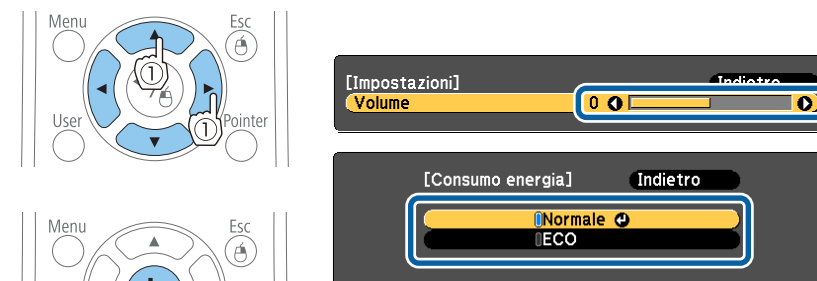 Menu
Esc
1
User
Pointer
1
[Impostazioni]
Indietro
Volume
0
[Consumo energia]
Indietro
Normale
ECO
Menu
Esc